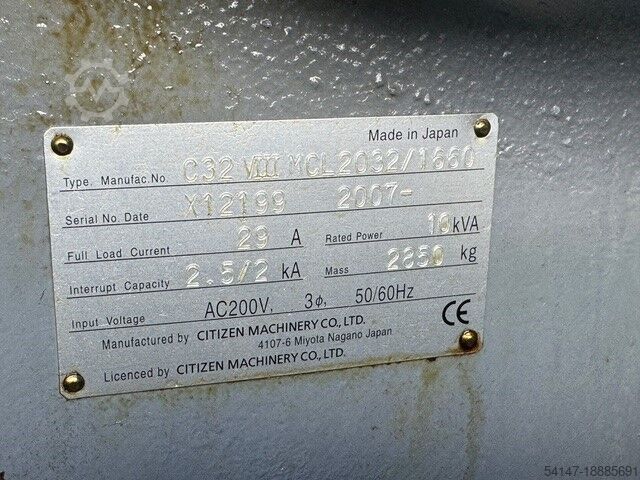 Made in Japan
Type. Manufac.No. C32 VIII MCL2032/1660
Serial No. Date X12199 2007-
Full Load Current 29 A Rated Power 10 kVA
Interrupt Capacity 2.5/2 kA Mass 2850 kg
Input Voltage AC200V, 3ϕ, 50/60Hz
Manufactured by CITIZEN MACHINERY CO., LTD.
4107-6 Miyota Nagano Japan
Licenced by CITIZEN MACHINERY CO., LTD.
CE
54147-18885691